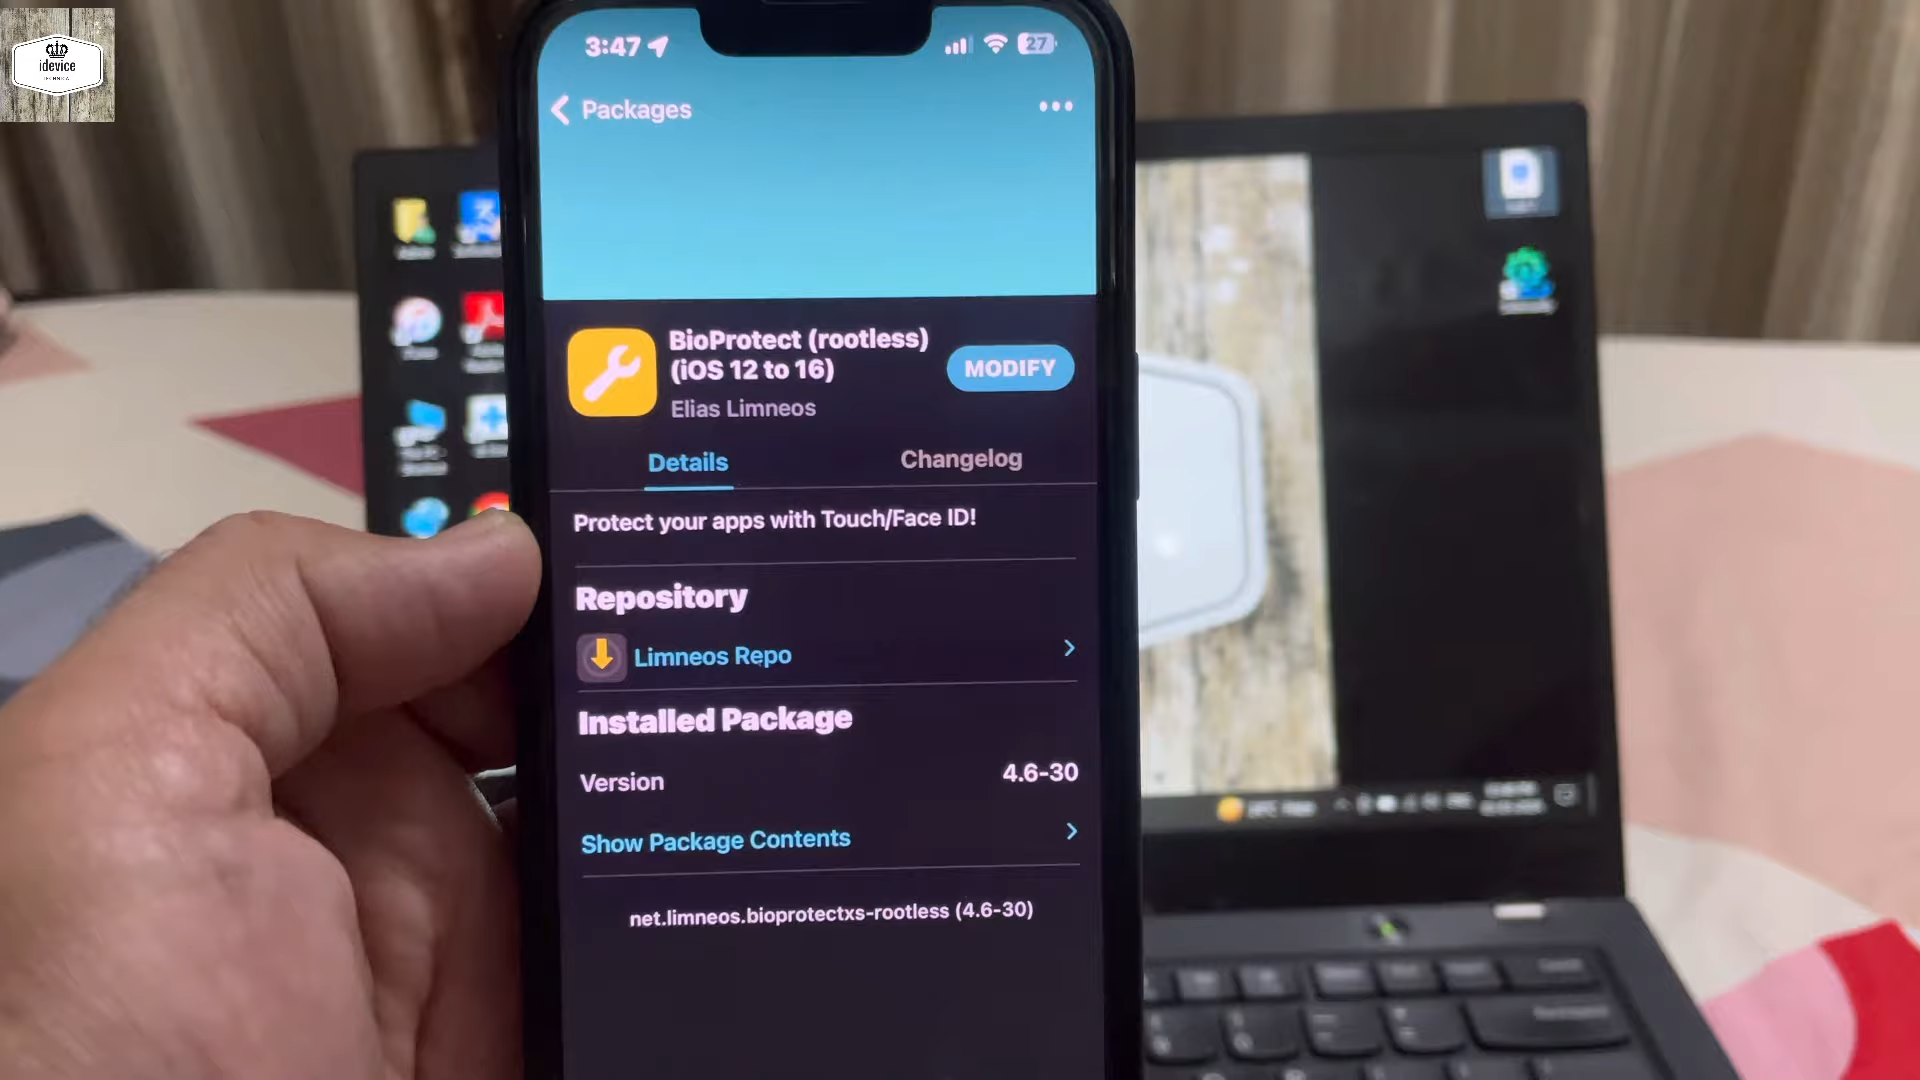 idevice
3:47
27
Packages
BioProtect (rootless)
(iOS 12 to 16)
MODIFY
Elias Limneos
Details
Changelog
Protect your apps with Touch/Face ID!
Repository
Limneos Repo
Installed Package
Version
4.6-30
Show Package Contents
net.limneos.bioprotectxs-rootless (4.6-30)